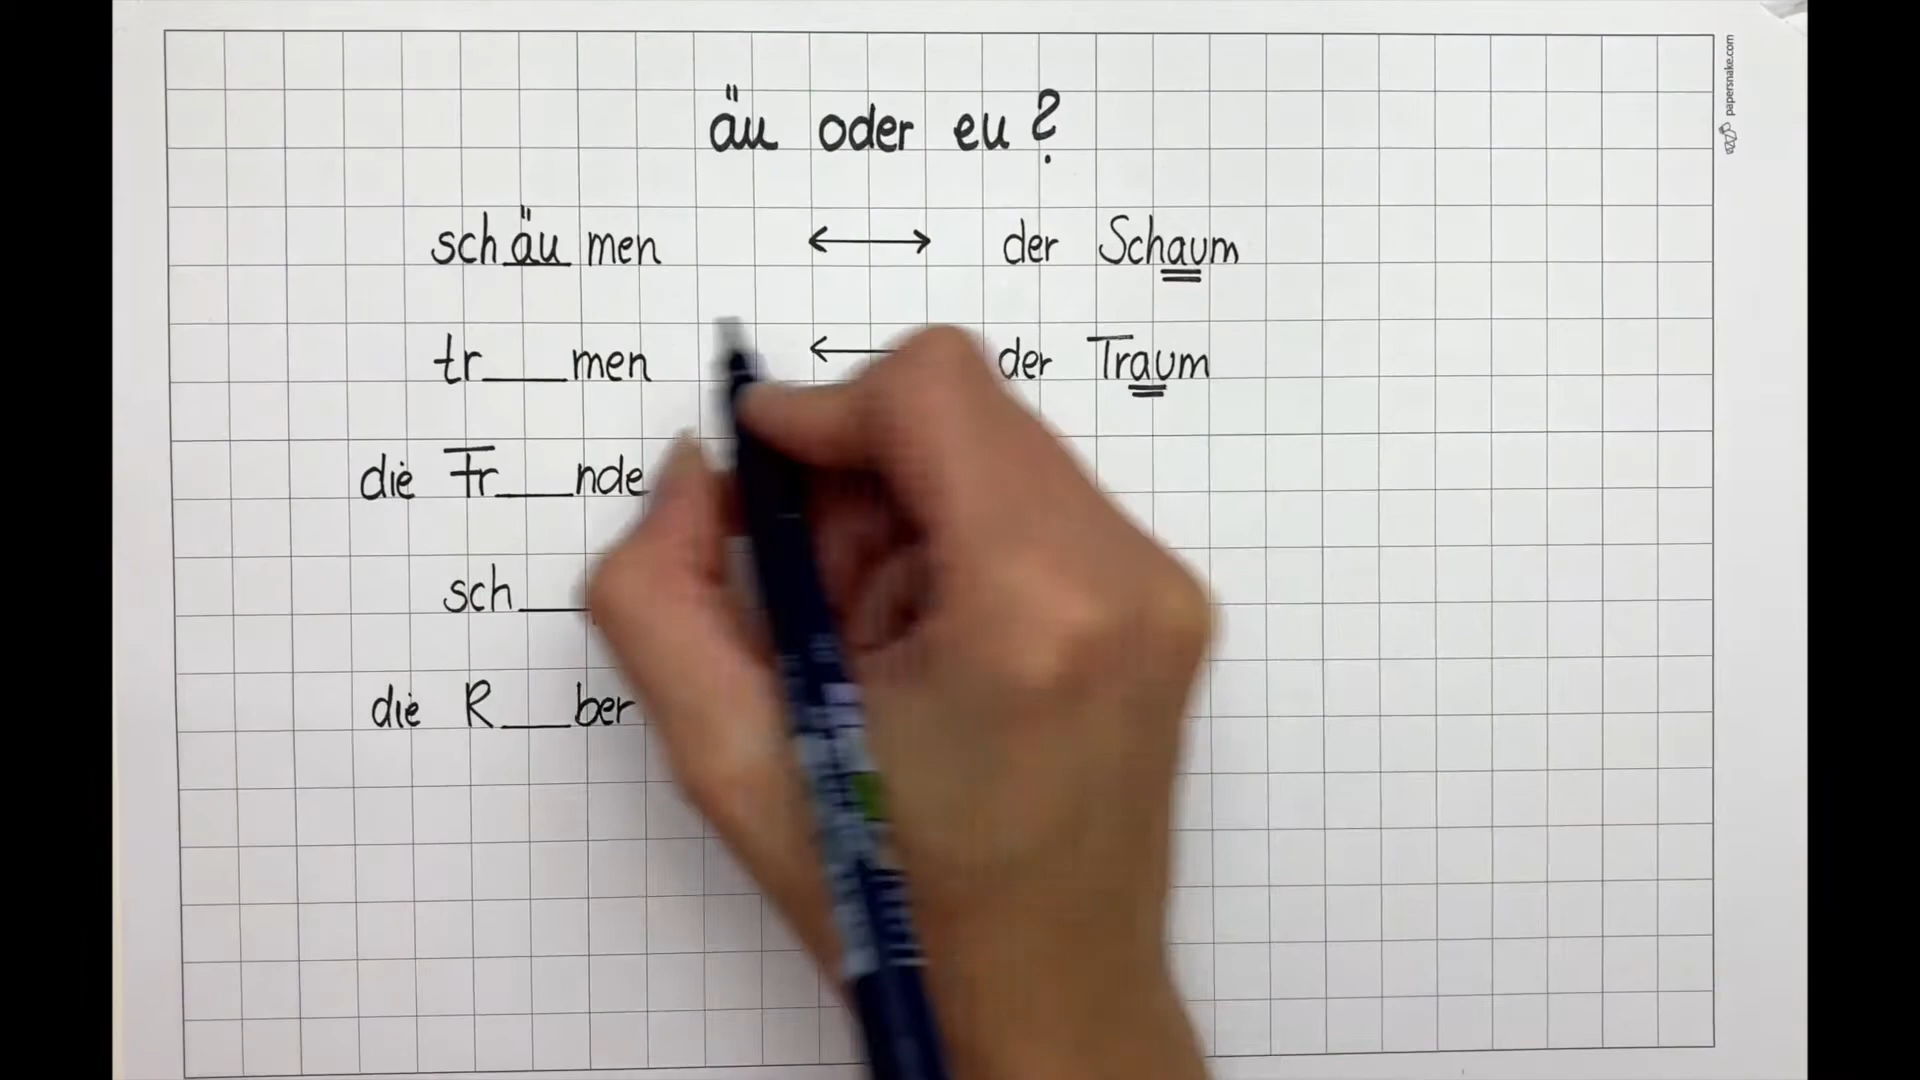 äu oder eu?
schäumen ↔ der Schaum
tr___men ← der Traum
die Fr___nde
sch___
die R___ber
papersnake.com